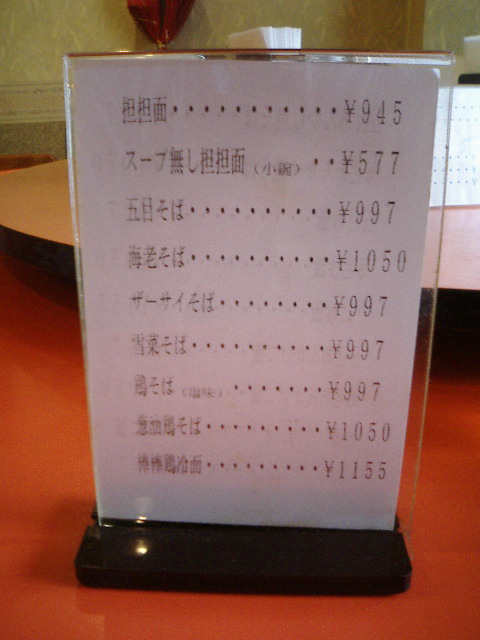 担担面・・・・・・・・・・・¥945
スープ無し担担面（小碗）・・¥577
五目そば・・・・・・・・・・¥997
海老そば・・・・・・・・・・¥1050
ザーサイそば・・・・・・・・¥997
雪菜そば・・・・・・・・・・¥997
鶏そば（塩味）・・・・・・・¥997
葱油鶏そば・・・・・・・・・¥1050
棒棒鶏冷面・・・・・・・・・¥1155